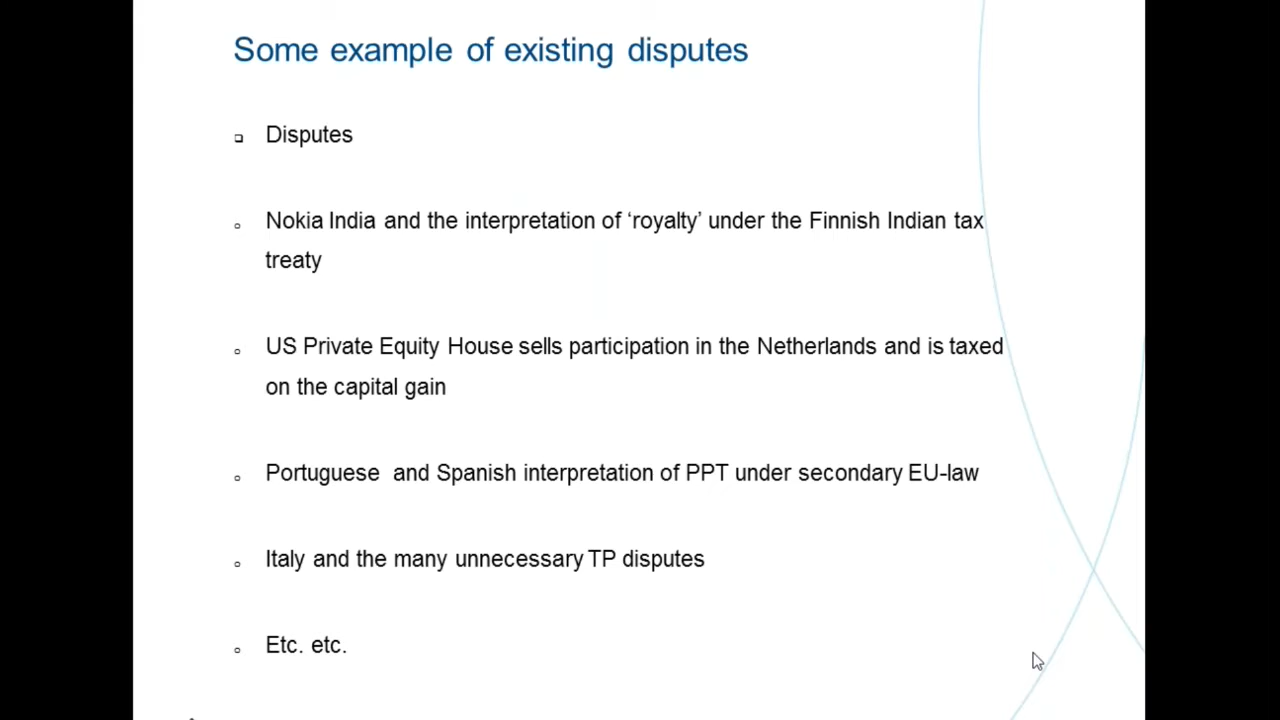 Some example of existing disputes
Disputes
Nokia India and the interpretation of ‘royalty’ under the Finnish Indian tax
treaty
US Private Equity House sells participation in the Netherlands and is taxed
on the capital gain
Portuguese and Spanish interpretation of PPT under secondary EU-law
Italy and the many unnecessary TP disputes
Etc. etc.